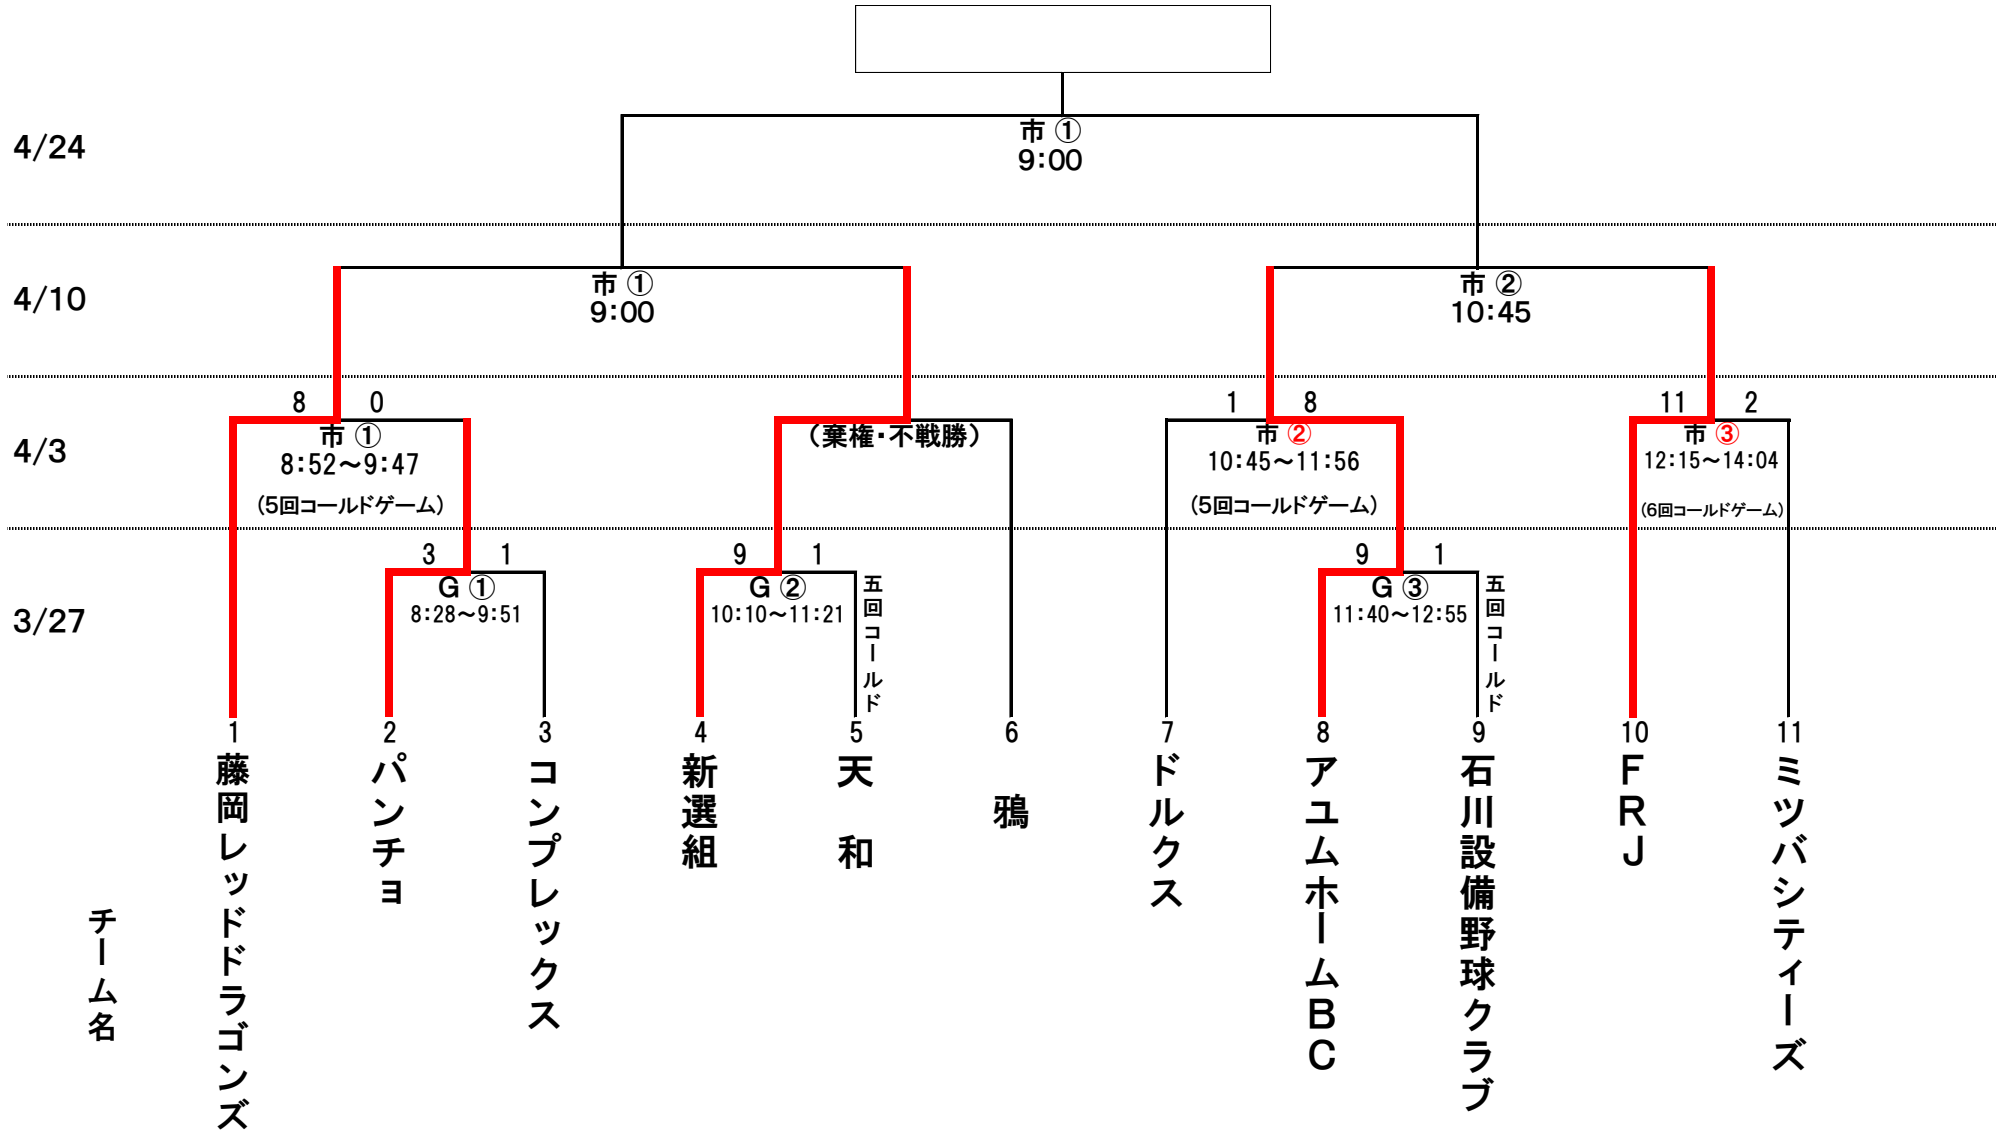 4/24
市 ①
9:00
4/10
市 ①
9:00
市 ②
10:45
4/3
8 0
市 ①
8:52～9:47
(5回コールドゲーム)
(棄権・不戦勝)
1 8
市 ②
10:45～11:56
(5回コールドゲーム)
11 2
市 ③
12:15～14:04
(6回コールドゲーム)
3/27
3 1
G ①
8:28～9:51
9 1
G ②
10:10～11:21
五回コールド
9 1
G ③
11:40～12:55
五回コールド
チーム名
1
藤岡レッドドラゴンズ
2
パンチョ
3
コンプレックス
4
新選組
5
天 和
6
鴉
7
ドルクス
8
アユムホームBC
9
石川設備野球クラブ
10
FRJ
11
ミツバシティーズ